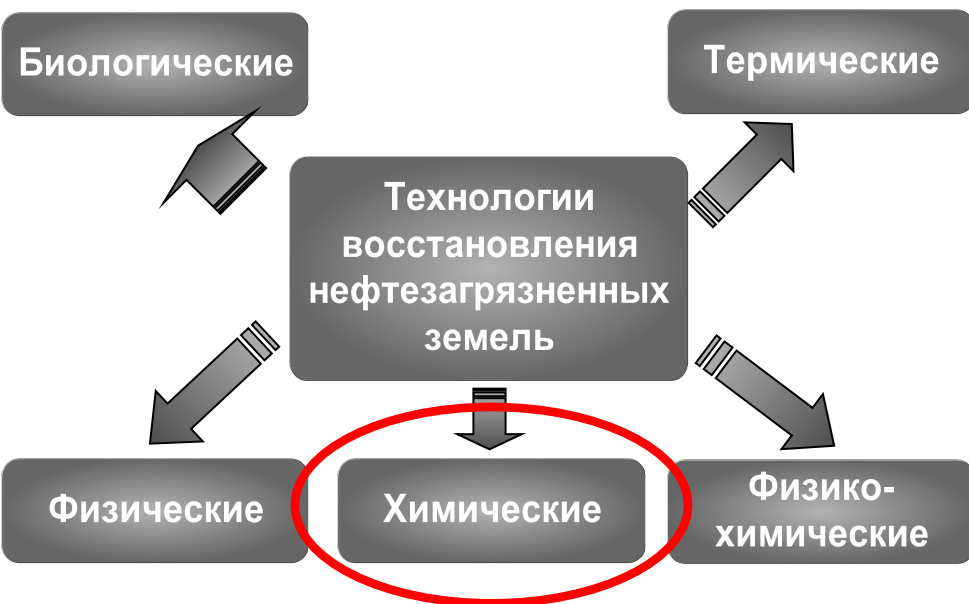 Биологические
Термические
Технологии
восстановления
нефтезагрязненных
земель
Физические
Химические
Физико-
химические